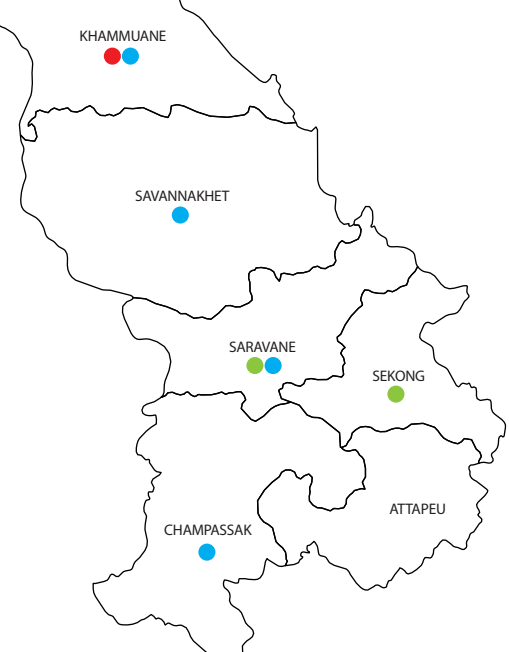 KHAMMUANE
SAVANNAKHET
SARAVANE
SEKONG
ATTAPEU
CHAMPASSAK